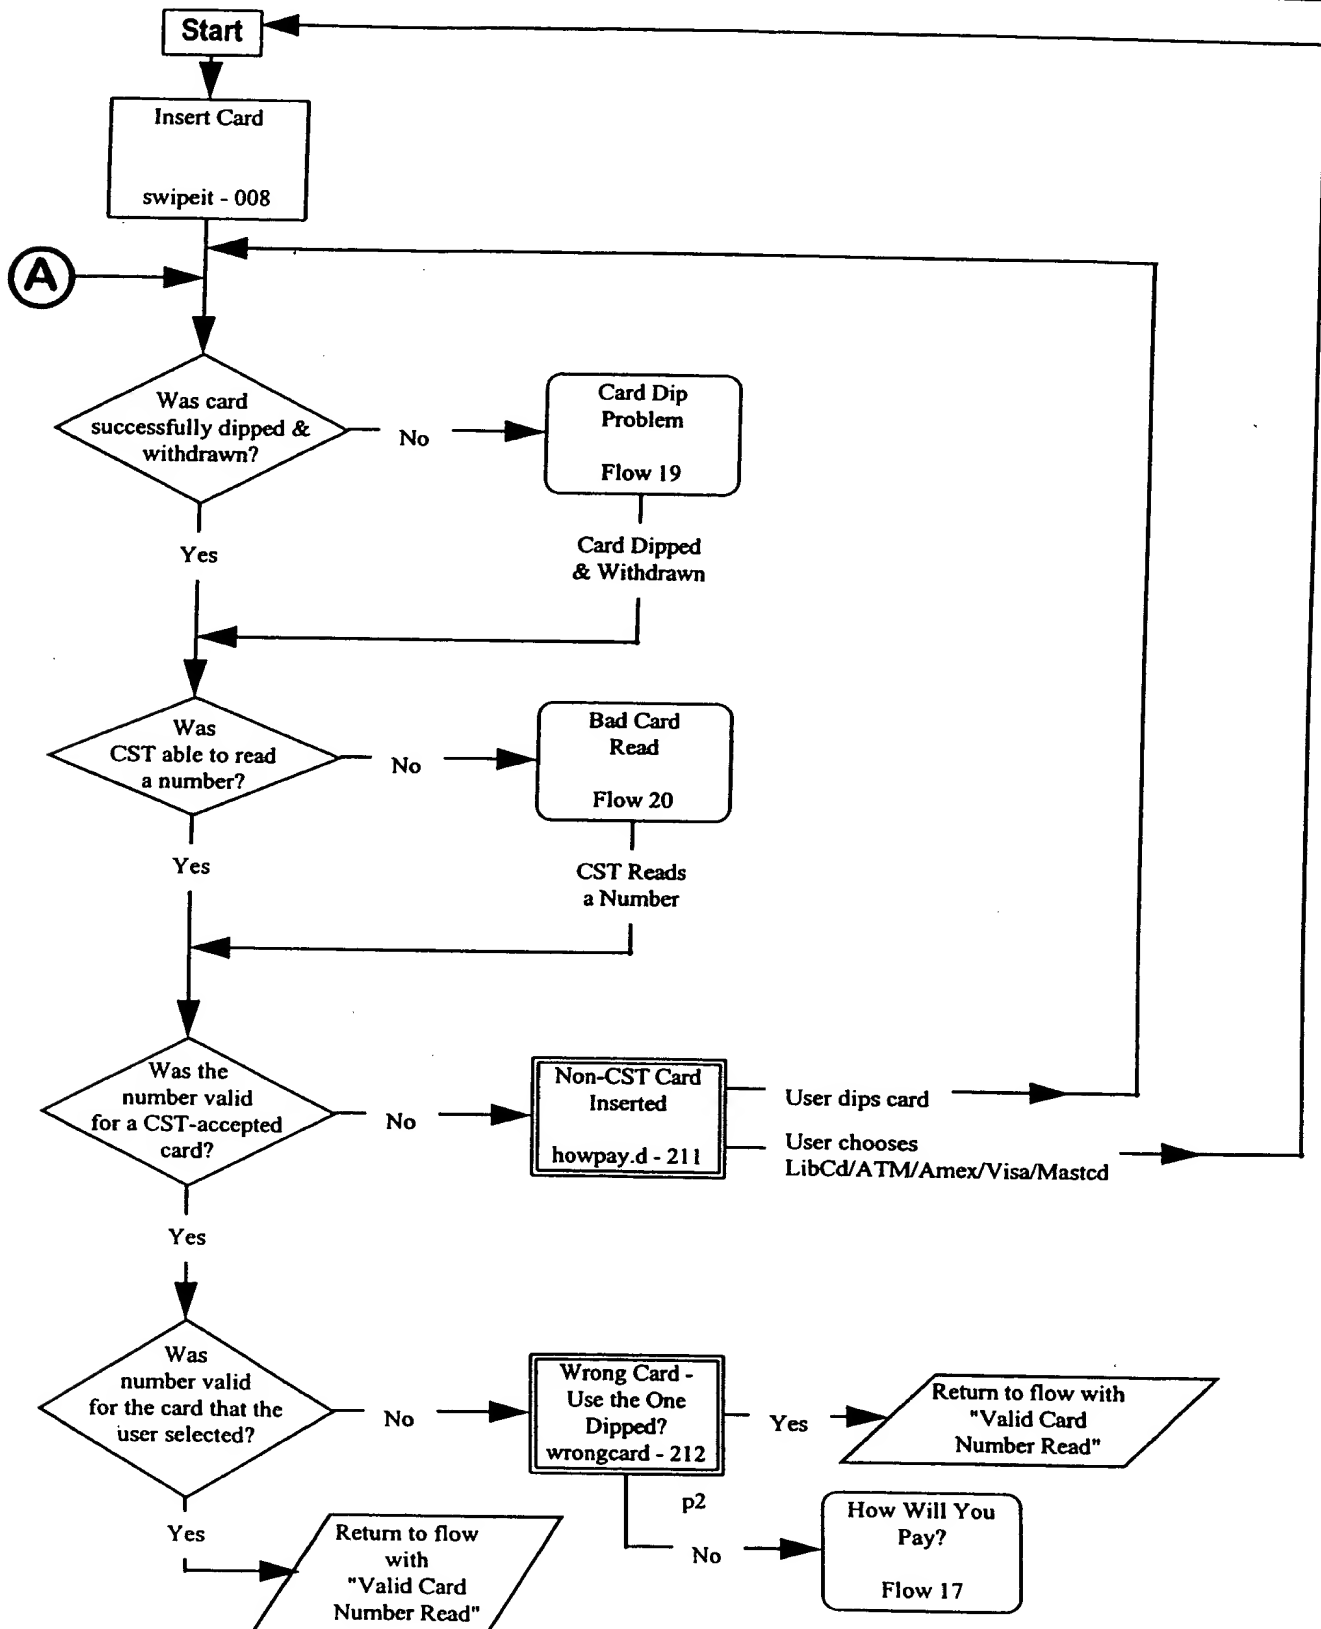 Start
Insert Card
swipeit - 008
A
Was card
successfully dipped &
withdrawn?
No
Card Dip
Problem
Flow 19
Yes
Card Dipped
& Withdrawn
Was
CST able to read
a number?
No
Bad Card
Read
Flow 20
Yes
CST Reads
a Number
Was the
number valid
for a CST-accepted
card?
No
Non-CST Card
Inserted
howpay.d - 211
User dips card
User chooses
LibCd/ATM/Amex/Visa/Mastcd
Yes
Was
number valid
for the card that the
user selected?
No
Wrong Card -
Use the One
Dipped?
wrongcard - 212
Yes
Return to flow with
"Valid Card
Number Read"
p2
No
How Will You
Pay?
Flow 17
Yes
Return to flow
with
"Valid Card
Number Read"